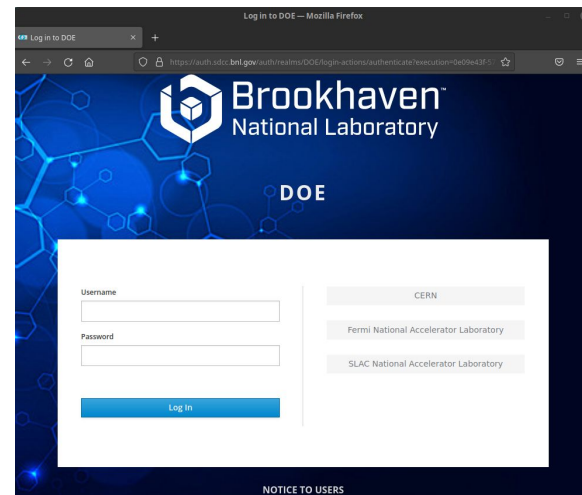 Log in to DOE — Mozilla Firefox
Log in to DOE
https://auth.sdcc.bnl.gov/auth/realms/DOE/login-actions/authenticate?execution=0e09e43f-5
Brookhaven™
National Laboratory
DOE
Username
CERN
Password
Fermi National Accelerator Laboratory
SLAC National Accelerator Laboratory
Log In
NOTICE TO USERS